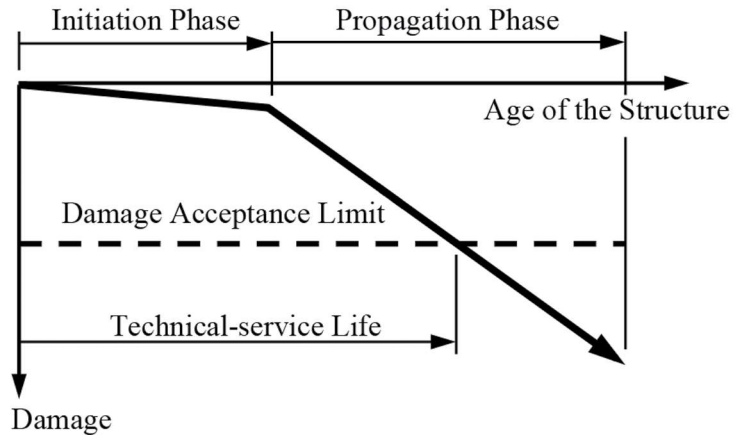 Initiation Phase
Propagation Phase
Age of the Structure
Damage Acceptance Limit
Technical-service Life
Damage